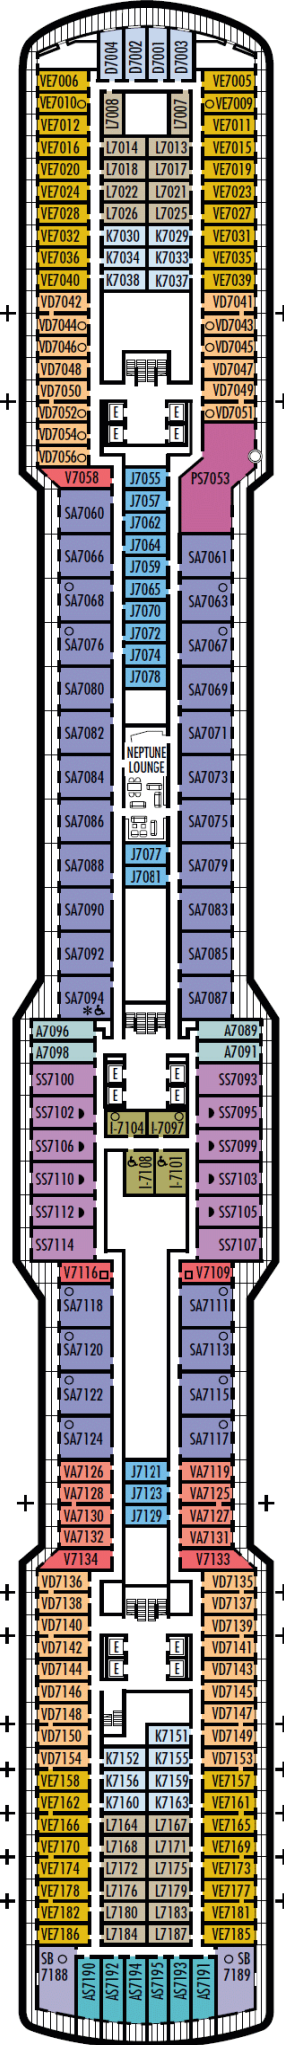 D7004 D7002 D7001 D7003
VE7006 VE7005
VE7010 L7008 L7007 VE7009
VE7012 VE7011
VE7016 L7014 L7013 VE7015
VE7020 L7018 L7017 VE7019
VE7024 L7022 L7021 VE7023
VE7028 L7026 L7025 VE7027
VE7032 K7030 K7029 VE7031
VE7036 K7034 K7033 VE7035
VE7040 K7038 K7037 VE7039
VD7042 VD7041
VD7044 VD7043
VD7046 VD7045
VD7048 VD7047
VD7050 VD7049
VD7052 E E VD7051
VD7054 E E
VD7056
V7058 J7055 PS7053
J7057
SA7060 J7062
J7064
SA7066 J7059 SA7061
J7065
SA7068 J7070 SA7063
J7072
SA7076 J7074 SA7067
J7078
SA7080 SA7069
SA7082 SA7071
NEPTUNE
LOUNGE
SA7084 SA7073
SA7086 SA7075
J7077
SA7088 SA7079
J7081
SA7090 SA7083
SA7092 SA7085
SA7094 SA7087
*
A7096 A7089
A7098 A7091
SS7100 E E SS7093
E E
SS7102 I-7104 I-7097 SS7095
SS7106 SS7099
SS7110 I-7108 I-7101 SS7103
SS7112 SS7105
SS7114 SS7107
V7116 V7109
SA7118 SA7111
SA7120 SA7113
SA7122 SA7115
SA7124 SA7117
VA7126 J7121 VA7119
VA7128 J7123 VA7125
VA7130 J7129 VA7127
VA7132 VA7131
V7134 V7133
VD7136 VD7135
VD7138 VD7137
VD7140 VD7139
VD7142 E E VD7141
VD7144 E E VD7143
VD7146 VD7145
VD7148 VD7147
VD7150 K7151 VD7149
VD7154 K7152 K7155 VD7153
VE7158 K7156 K7159 VE7157
VE7162 K7160 K7163 VE7161
VE7166 L7164 L7167 VE7165
VE7170 L7168 L7171 VE7169
VE7174 L7172 L7175 VE7173
VE7178 L7176 L7179 VE7177
VE7182 L7180 L7183 VE7181
VE7186 L7184 L7187 VE7185
SB SB
7188 7189
AS7190 AS7192 AS7194 AS7195 AS7193 AS7191